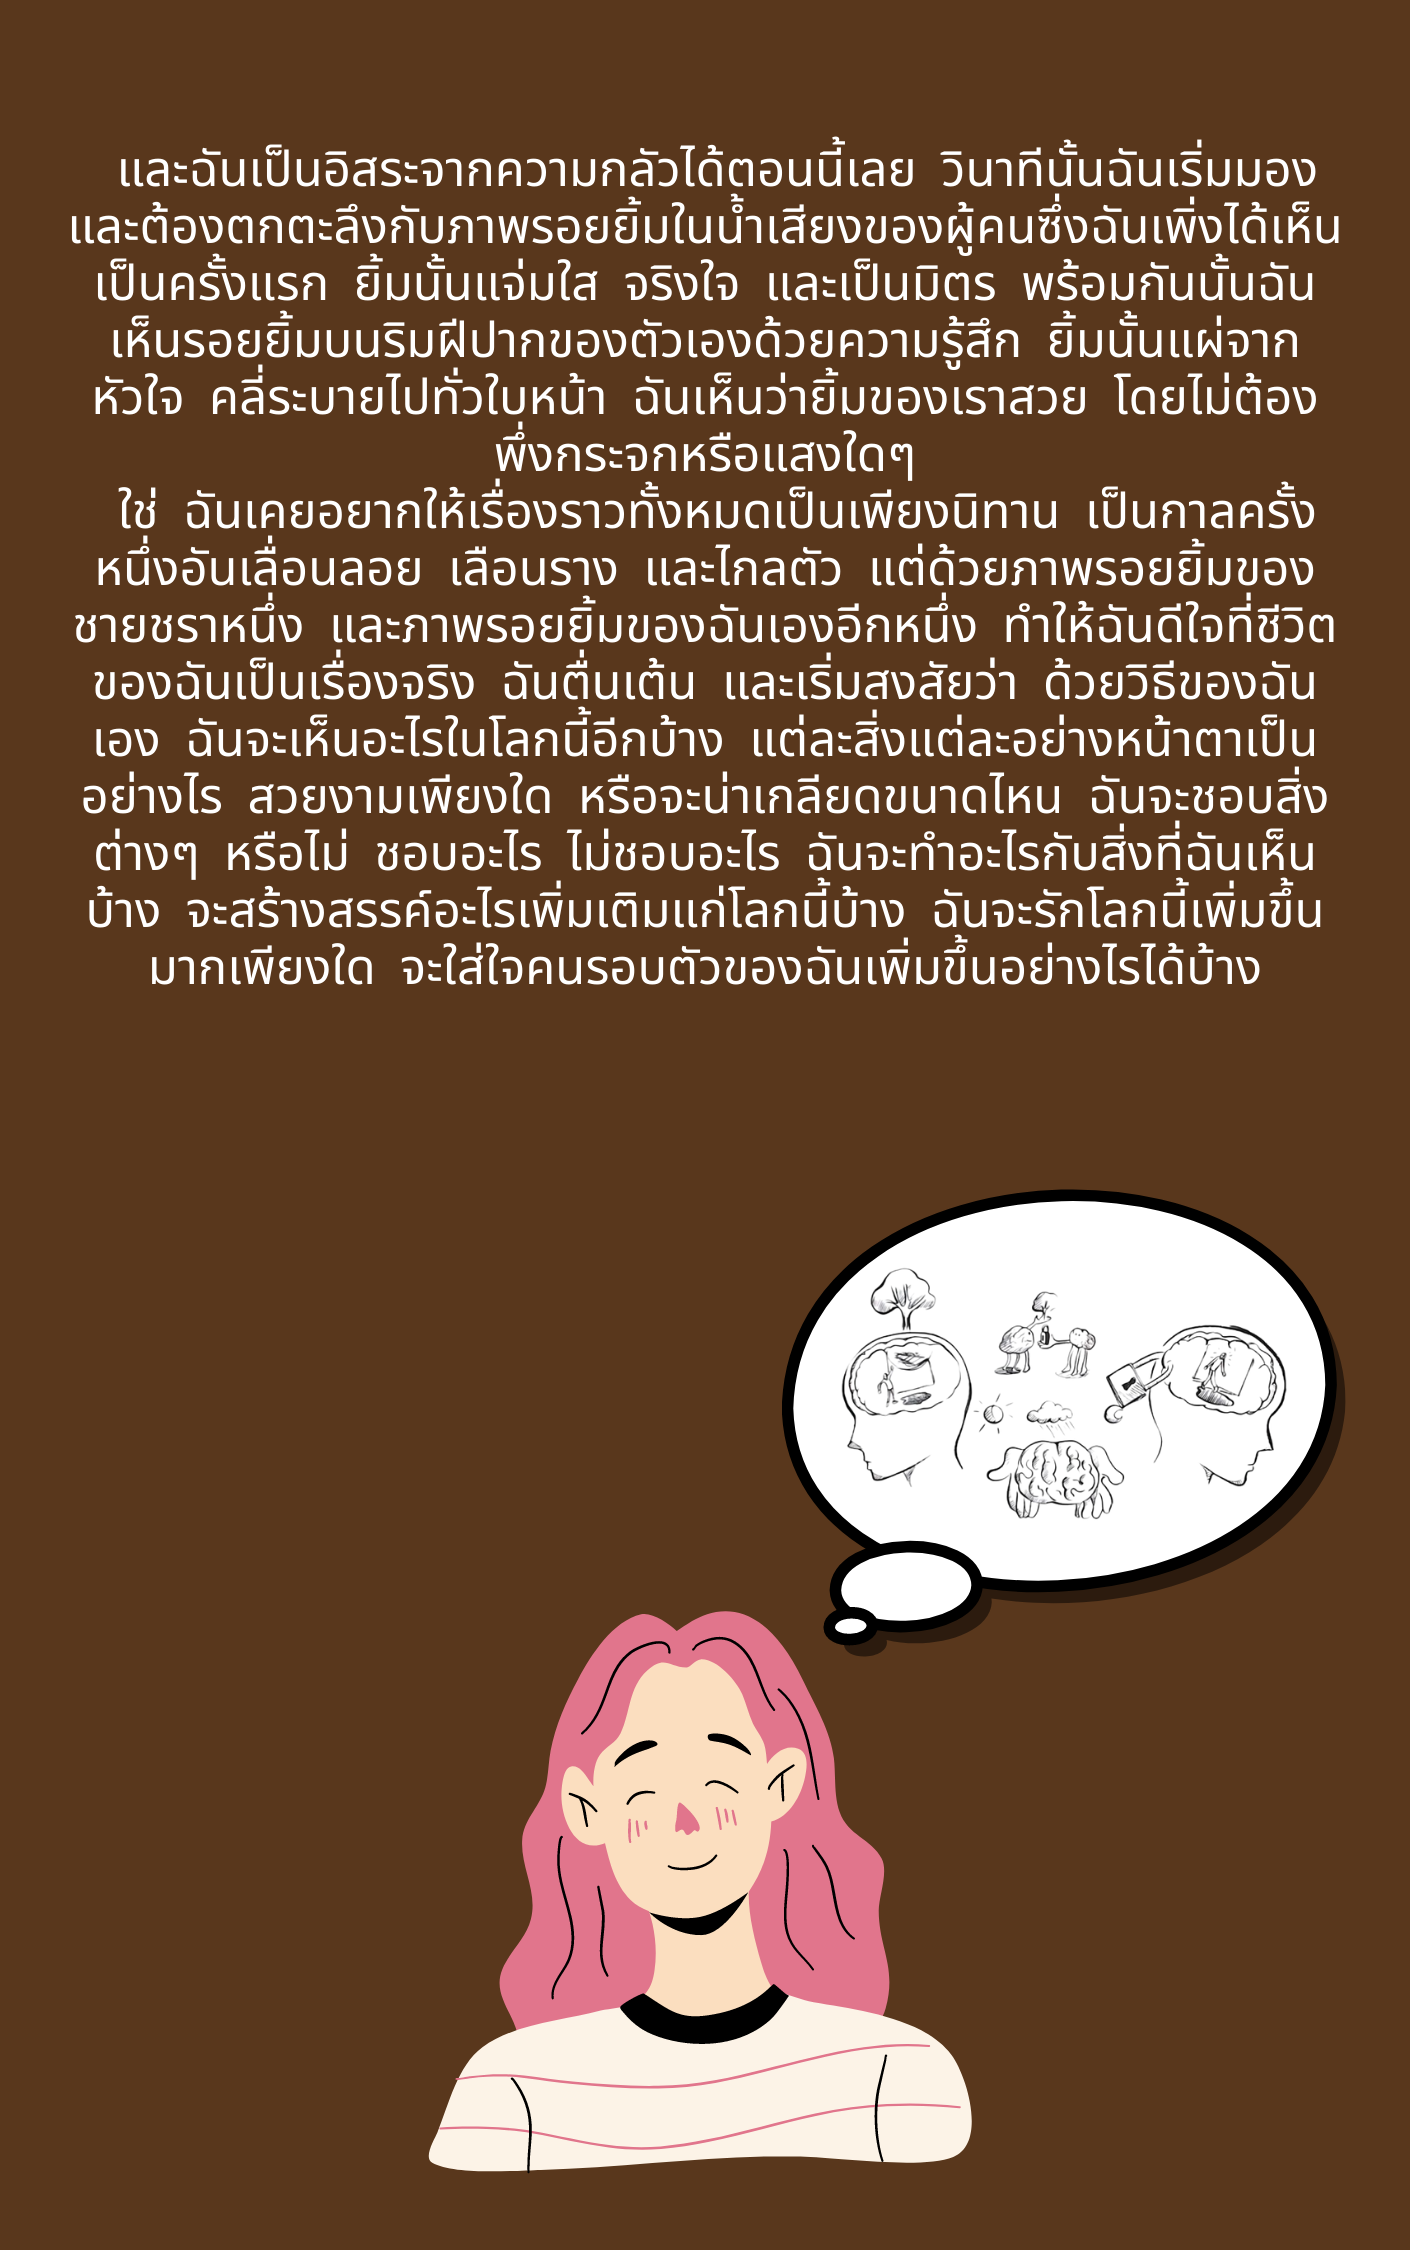 และฉันเป็นอิสระจากความกลัวได้ตอนนี้เลย วินาทีนั้นฉันเริ่มมอง
และต้องตกตะลึงกับภาพรอยยิ้มในน้ำเสียงของผู้คนซึ่งฉันเพิ่งได้เห็น
เป็นครั้งแรก ยิ้มนั้นแจ่มใส จริงใจ และเป็นมิตร พร้อมกันนั้นฉัน
เห็นรอยยิ้มบนริมฝีปากของตัวเองด้วยความรู้สึก ยิ้มนั้นแผ่จาก
หัวใจ คลี่ระบายไปทั่วใบหน้า ฉันเห็นว่ายิ้มของเราสวย โดยไม่ต้อง
พึ่งกระจกหรือแสงใดๆ
ใช่ ฉันเคยอยากให้เรื่องราวทั้งหมดเป็นเพียงนิทาน เป็นกาลครั้ง
หนึ่งอันเลื่อนลอย เลือนราง และไกลตัว แต่ด้วยภาพรอยยิ้มของ
ชายชราหนึ่ง และภาพรอยยิ้มของฉันเองอีกหนึ่ง ทำให้ฉันดีใจที่ชีวิต
ของฉันเป็นเรื่องจริง ฉันตื่นเต้น และเริ่มสงสัยว่า ด้วยวิธีของฉัน
เอง ฉันจะเห็นอะไรในโลกนี้อีกบ้าง แต่ละสิ่งแต่ละอย่างหน้าตาเป็น
อย่างไร สวยงามเพียงใด หรือจะน่าเกลียดขนาดไหน ฉันจะชอบสิ่ง
ต่างๆ หรือไม่ ชอบอะไร ไม่ชอบอะไร ฉันจะทำอะไรกับสิ่งที่ฉันเห็น
บ้าง จะสร้างสรรค์อะไรเพิ่มเติมแก่โลกนี้บ้าง ฉันจะรักโลกนี้เพิ่มขึ้น
มากเพียงใด จะใส่ใจคนรอบตัวของฉันเพิ่มขึ้นอย่างไรได้บ้าง